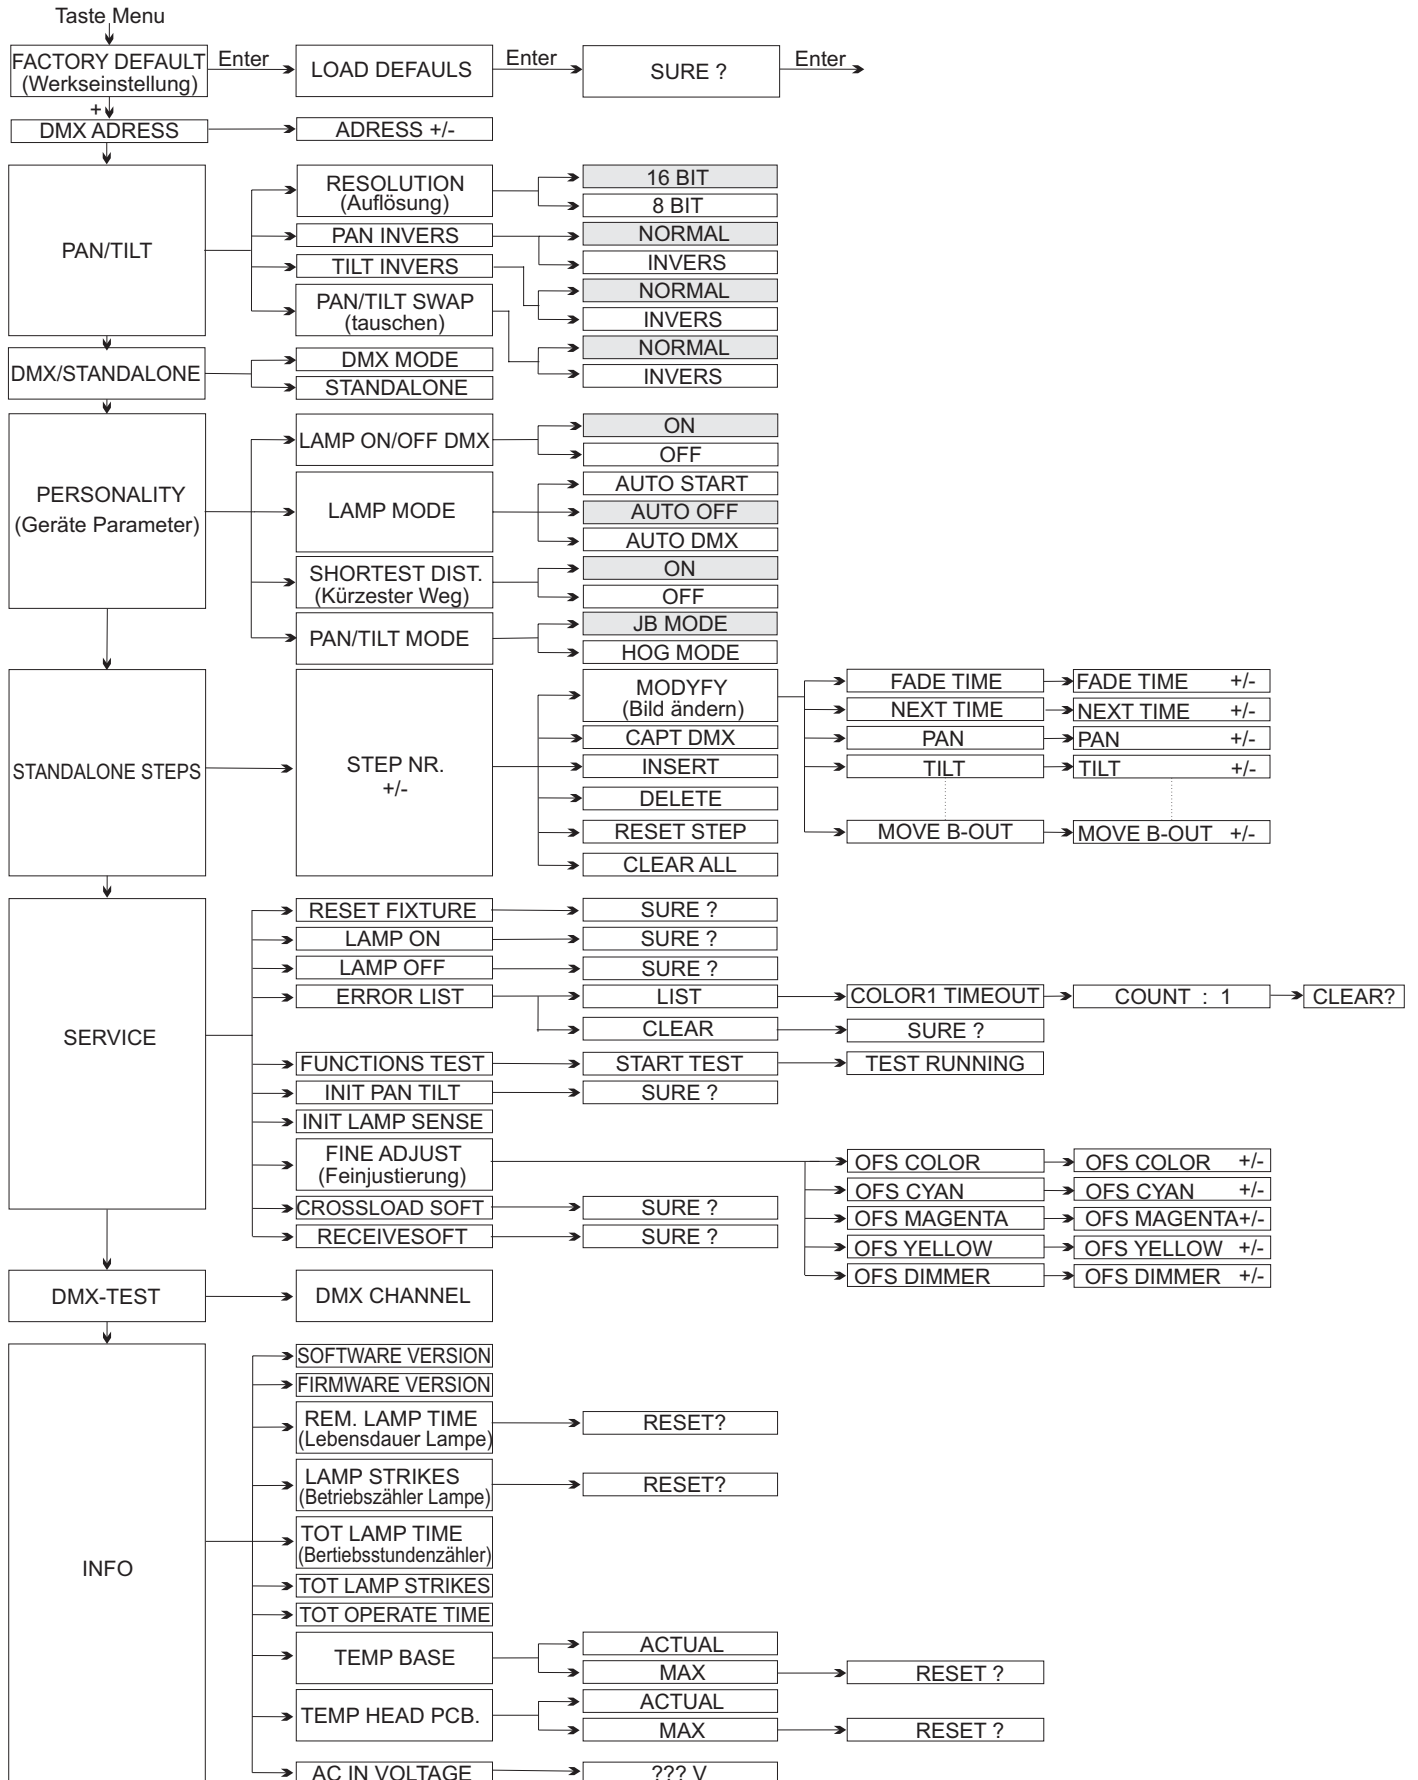 Taste Menu
FACTORY DEFAULT
(Werkseinstellung)
Enter
LOAD DEFAULS
Enter
SURE ?
Enter
+
DMX ADRESS
ADRESS +/-
PAN/TILT
RESOLUTION
(Auflösung)
16 BIT
8 BIT
PAN INVERS
NORMAL
INVERS
TILT INVERS
NORMAL
INVERS
PAN/TILT SWAP
(tauschen)
NORMAL
INVERS
DMX/STANDALONE
DMX MODE
STANDALONE
PERSONALITY
(Geräte Parameter)
LAMP ON/OFF DMX
ON
OFF
LAMP MODE
AUTO START
AUTO OFF
AUTO DMX
SHORTEST DIST.
(Kürzester Weg)
ON
OFF
PAN/TILT MODE
JB MODE
HOG MODE
STANDALONE STEPS
STEP NR.
+/-
MODYFY
(Bild ändern)
FADE TIME
FADE TIME +/-
NEXT TIME
NEXT TIME +/-
PAN
PAN +/-
TILT
TILT +/-
MOVE B-OUT
MOVE B-OUT +/-
CAPT DMX
INSERT
DELETE
RESET STEP
CLEAR ALL
SERVICE
RESET FIXTURE
SURE ?
LAMP ON
SURE ?
LAMP OFF
SURE ?
ERROR LIST
LIST
COLOR1 TIMEOUT
COUNT : 1
CLEAR?
CLEAR
SURE ?
FUNCTIONS TEST
START TEST
TEST RUNNING
INIT PAN TILT
SURE ?
INIT LAMP SENSE
FINE ADJUST
(Feinjustierung)
OFS COLOR
OFS COLOR +/-
OFS CYAN
OFS CYAN +/-
OFS MAGENTA
OFS MAGENTA+/-
OFS YELLOW
OFS YELLOW +/-
OFS DIMMER
OFS DIMMER +/-
CROSSLOAD SOFT
SURE ?
RECEIVESOFT
SURE ?
DMX-TEST
DMX CHANNEL
INFO
SOFTWARE VERSION
FIRMWARE VERSION
REM. LAMP TIME
(Lebensdauer Lampe)
RESET?
LAMP STRIKES
(Betriebszähler Lampe)
RESET?
TOT LAMP TIME
(Bertiebsstundenzähler)
TOT LAMP STRIKES
TOT OPERATE TIME
TEMP BASE
ACTUAL
MAX
RESET ?
TEMP HEAD PCB.
ACTUAL
MAX
RESET ?
AC IN VOLTAGE
??? V